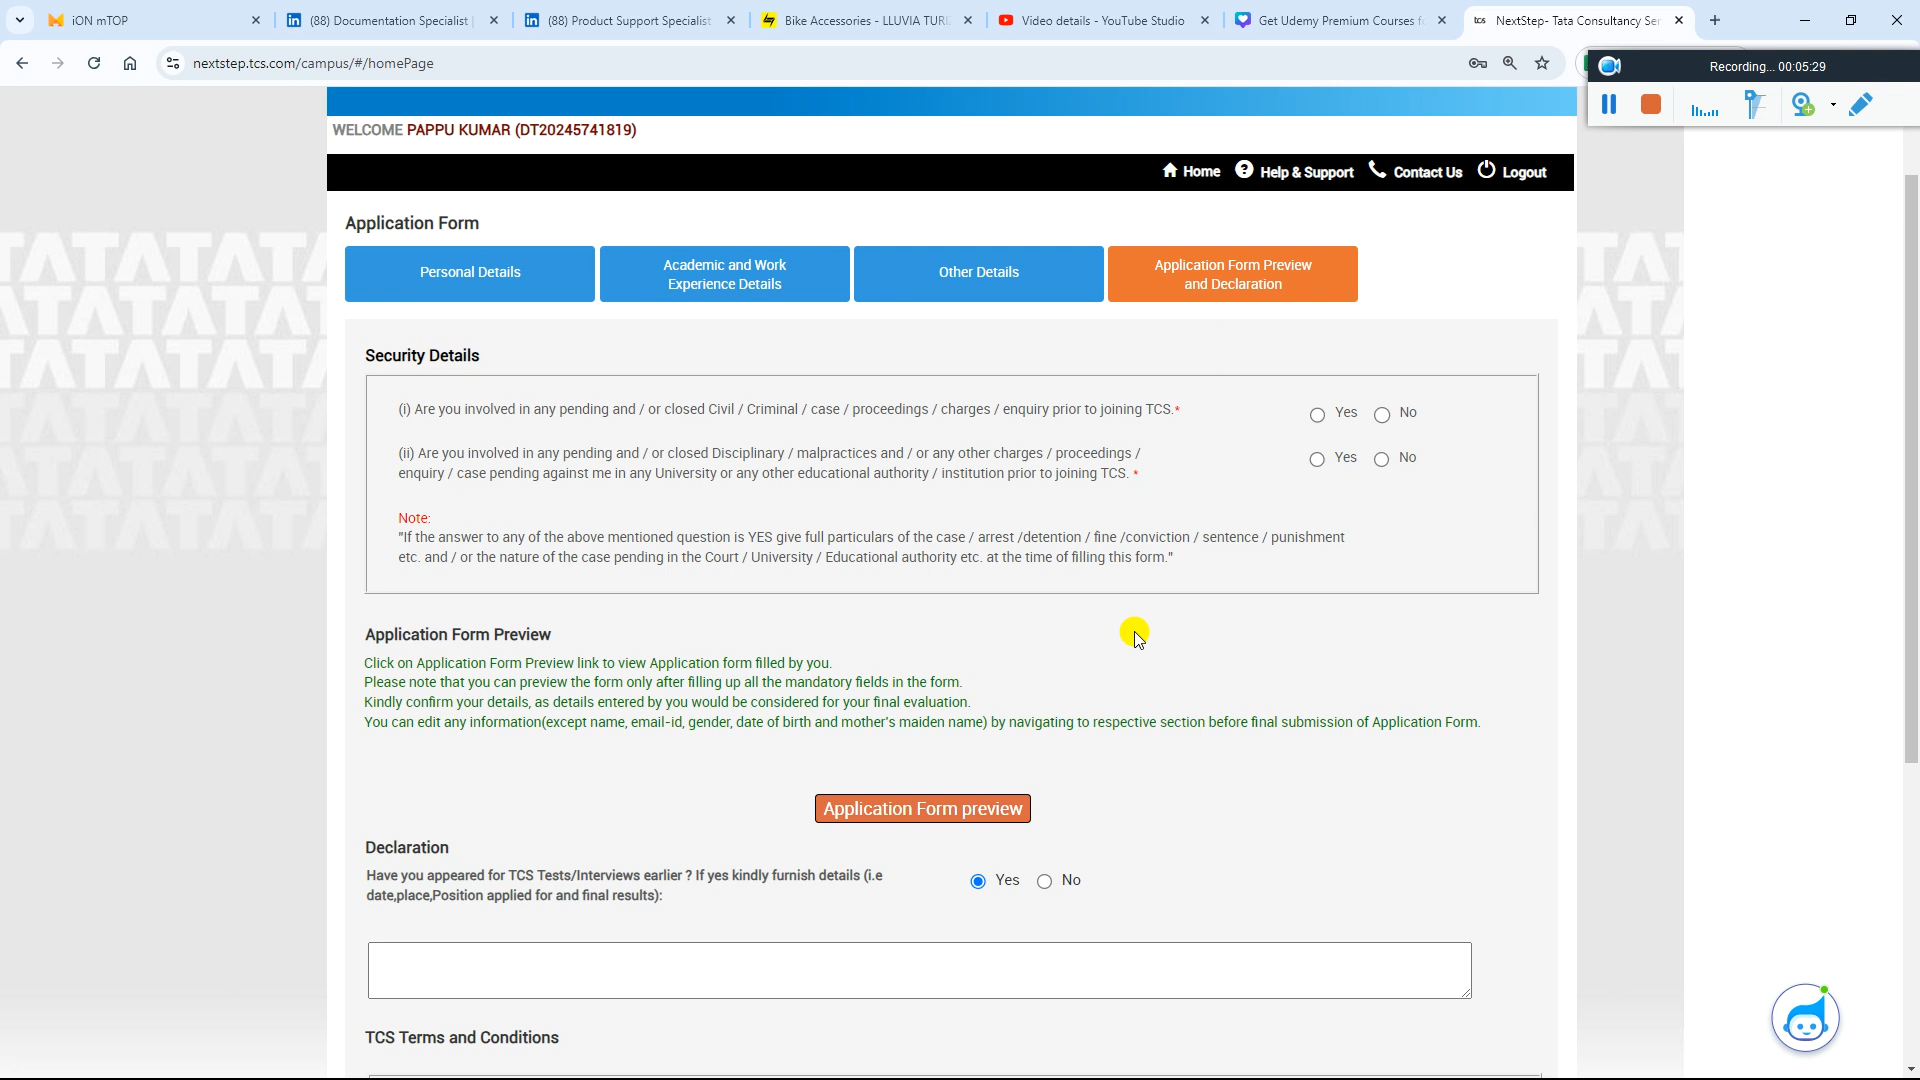 iON mTOP
(88) Documentation Specialist
(88) Product Support Specialist
Bike Accessories - LLUVIA TURI
Video details - YouTube Studio
Get Udemy Premium Courses f
tcs NextStep- Tata Consultancy Ser
nextstep.tcs.com/campus/#/homePage
Recording... 00:05:29
WELCOME PAPPU KUMAR (DT20245741819)
Home Help & Support Contact Us Logout
Application Form
Personal Details
Academic and Work
Experience Details
Other Details
Application Form Preview
and Declaration
Security Details
(i) Are you involved in any pending and / or closed Civil / Criminal / case / proceedings / charges / enquiry prior to joining TCS.* Yes No
(ii) Are you involved in any pending and / or closed Disciplinary / malpractices and / or any other charges / proceedings /
enquiry / case pending against me in any University or any other educational authority / institution prior to joining TCS. * Yes No
Note:
"If the answer to any of the above mentioned question is YES give full particulars of the case / arrest /detention / fine /conviction / sentence / punishment
etc. and / or the nature of the case pending in the Court / University / Educational authority etc. at the time of filling this form."
Application Form Preview
Click on Application Form Preview link to view Application form filled by you.
Please note that you can preview the form only after filling up all the mandatory fields in the form.
Kindly confirm your details, as details entered by you would be considered for your final evaluation.
You can edit any information(except name, email-id, gender, date of birth and mother's maiden name) by navigating to respective section before final submission of Application Form.
Application Form preview
Declaration
Have you appeared for TCS Tests/Interviews earlier ? If yes kindly furnish details (i.e
date,place,Position applied for and final results): Yes No
TCS Terms and Conditions